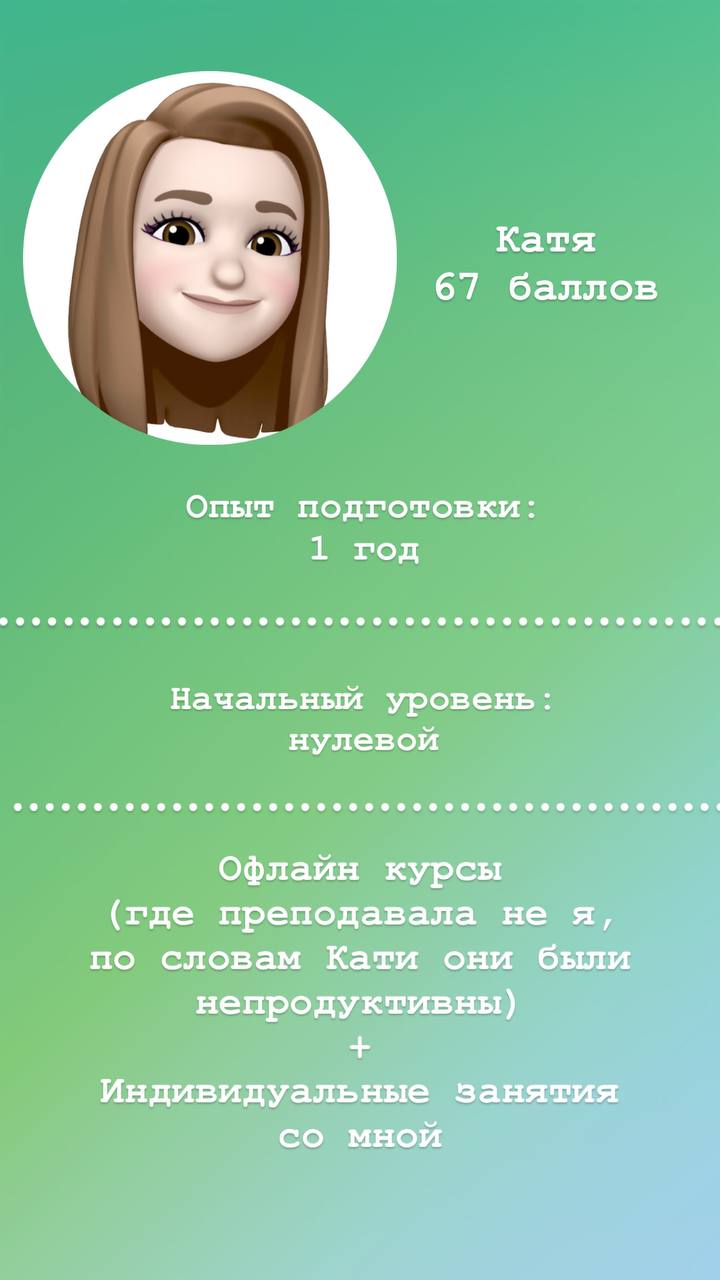 Катя
67 баллов
Опыт подготовки:
1 год
Начальный уровень:
нулевой
Офлайн курсы
(где преподавала не я,
по словам Кати они были
непродуктивны)
+
Индивидуальные занятия
со мной